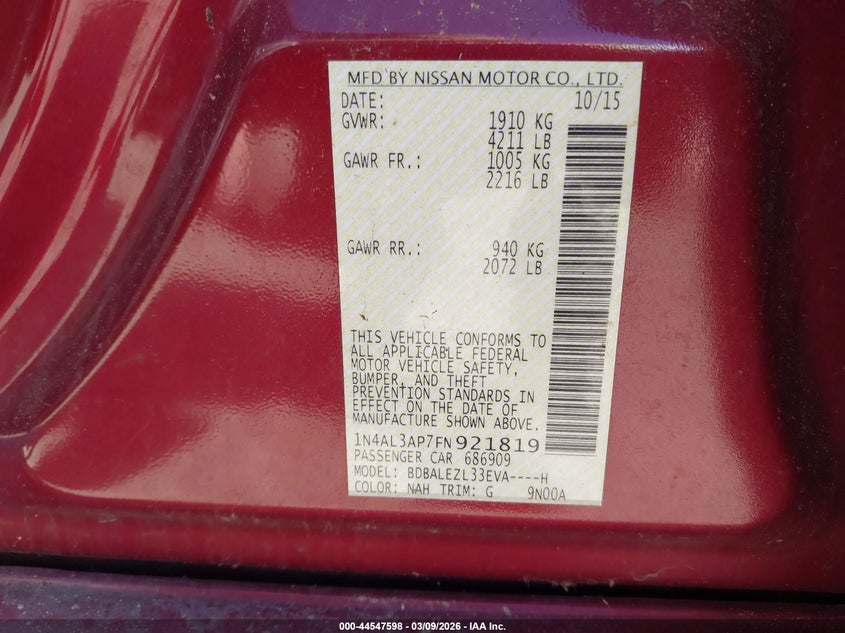 MFD BY NISSAN MOTOR CO., LTD.
DATE: 10/15
GVWR: 1910 KG
4211 LB
GAWR FR.: 1005 KG
2216 LB
GAWR RR.: 940 KG
2072 LB
THIS VEHICLE CONFORMS TO
ALL APPLICABLE FEDERAL
MOTOR VEHICLE SAFETY,
BUMPER, AND THEFT
PREVENTION STANDARDS IN
EFFECT ON THE DATE OF
MANUFACTURE SHOWN ABOVE.
1N4AL3AP7FN921819
PASSENGER CAR 686909
MODEL: BDBALEZL33EVA----H
COLOR: NAH TRIM: G 9N00A
000-44547598 - 03/09/2026 - IAA Inc.